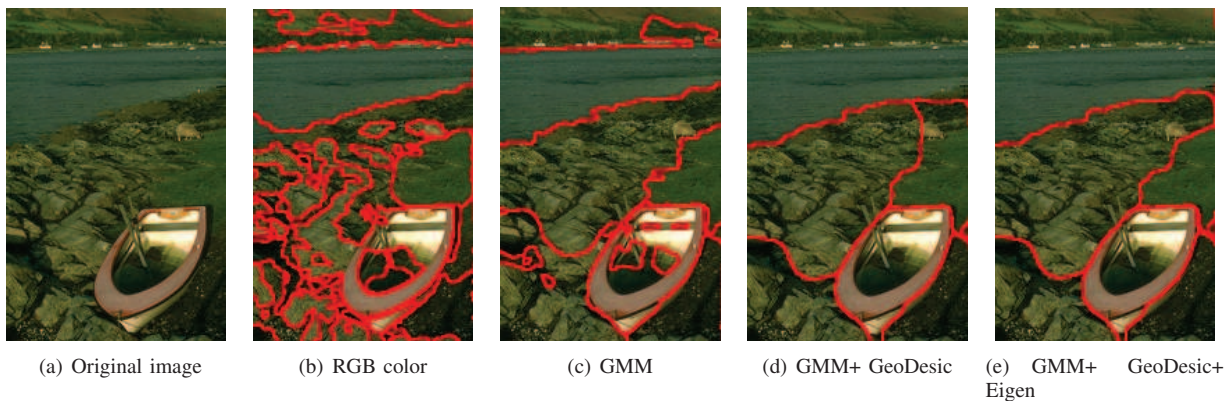 (a) Original image
(b) RGB color
(c) GMM
(d) GMM+ GeoDesic
(e) GMM+ GeoDesic+
Eigen